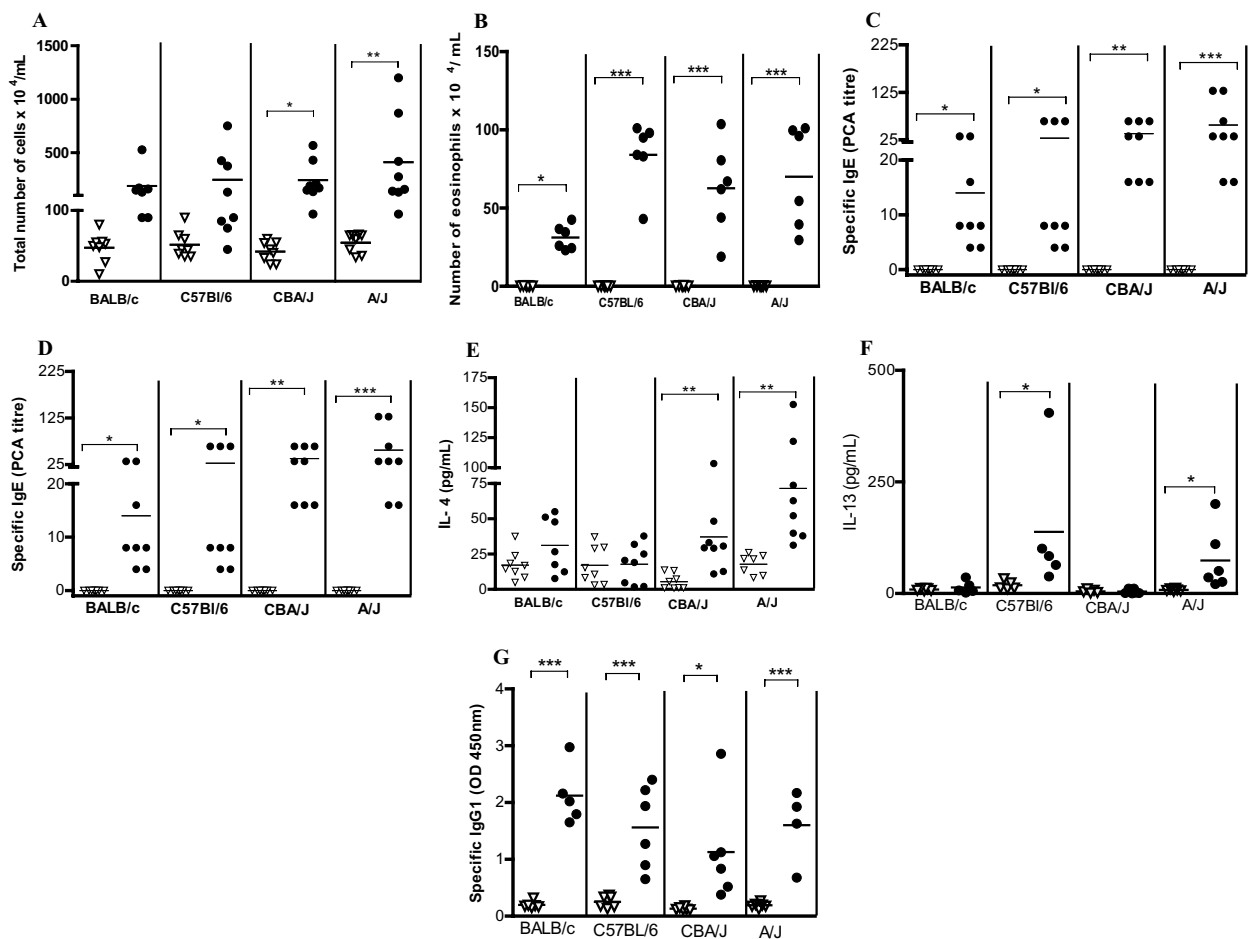 A
Total number of cells x 10 4/mL
1500
1000
500
100
0
*
**
BALB/c
C57Bl/6
CBA/J
A/J
B
Number of eosinophils x 10 4/ mL
150
100
50
0
*
***
***
***
BALB/c
C57BL/6
CBA/J
A/J
C
Specific IgE (PCA titre)
225
125
25
20
10
0
*
*
**
***
BALB/c
C57Bl/6
CBA/J
A/J
D
Specific IgE (PCA titre)
225
125
25
20
10
0
*
*
**
***
BALB/c
C57Bl/6
CBA/J
A/J
E
IL- 4 (pg/mL)
175
150
125
100
75
75
50
25
0
**
**
BALB/c
C57Bl/6
CBA/J
A/J
F
IL-13 (pg/mL)
500
250
0
*
*
BALB/c
C57Bl/6
CBA/J
A/J
G
Specific IgG1 (OD 450nm)
4
3
2
1
0
***
***
*
***
BALB/c
C57BL/6
CBA/J
A/J